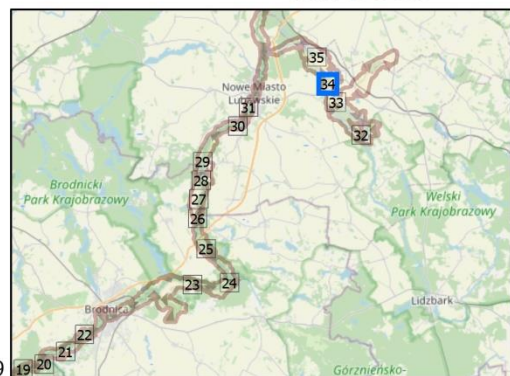 35
34
33
Nowe Miasto
Lubawskie
31
30
32
29
28
27
26
Brodnicki
Park Krajobrazowy
Welski
Park Krajobrazowy
25
24
23
Lidzbark
Brodnica
22
21
20
19
9
Górznieńsko-